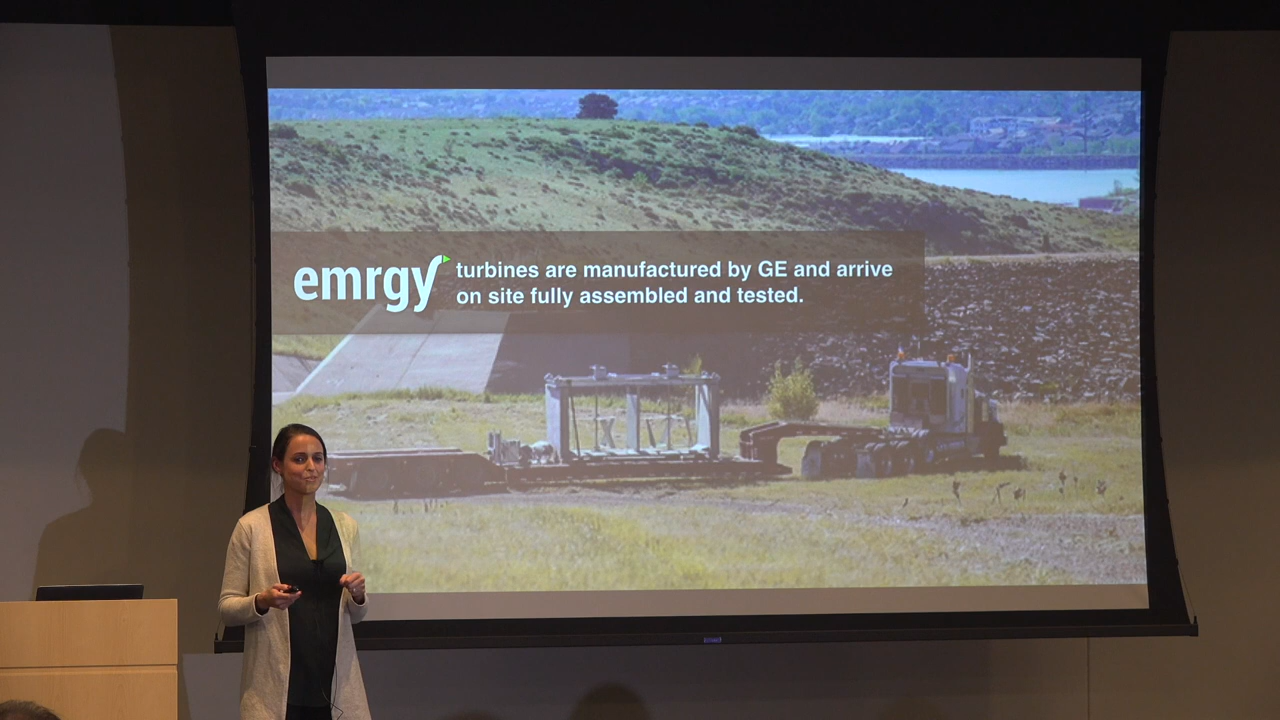 emrgy turbines are manufactured by GE and arrive
on site fully assembled and tested.